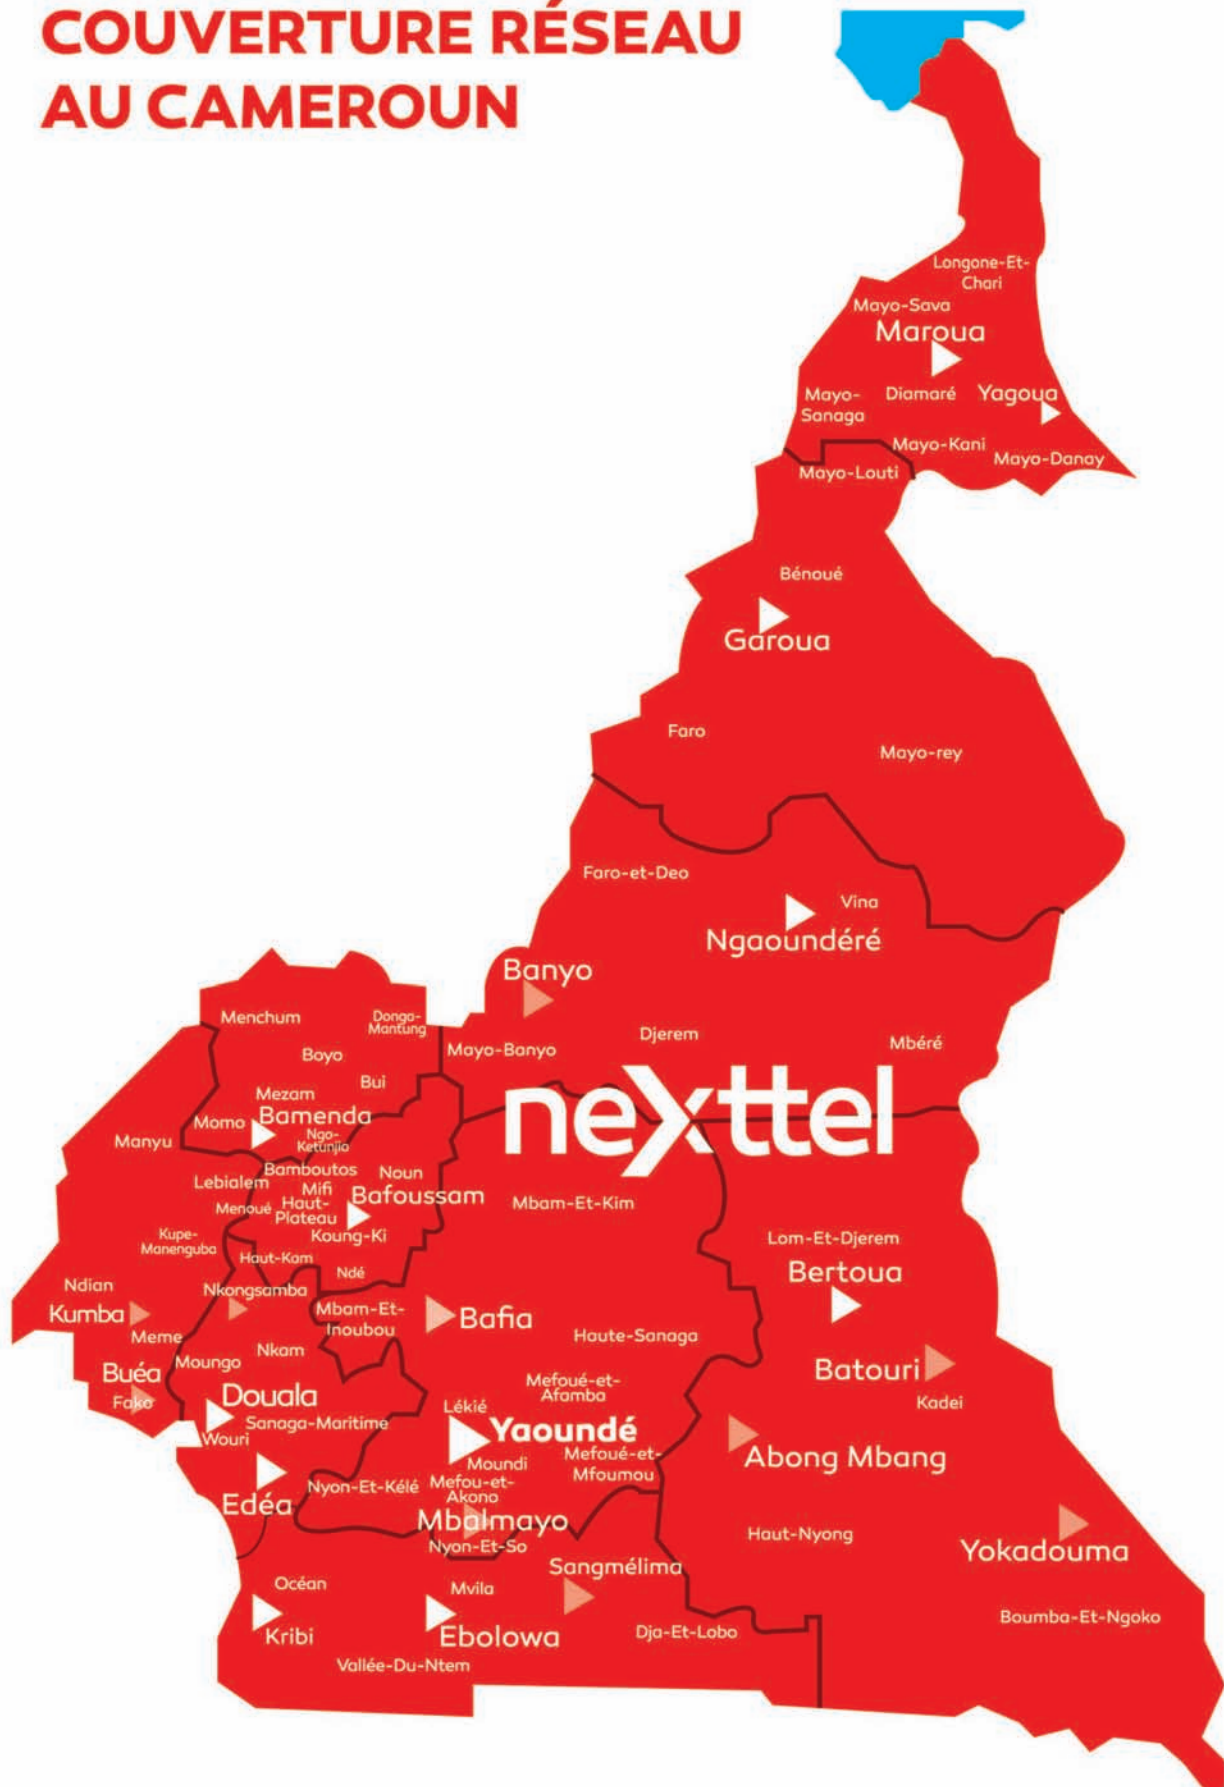 COUVERTURE RÉSEAU
AU CAMEROUN
Longone-Et-
Chari
Mayo-Sava
Maroua
Mayo-
Sanaga
Diamaré
Yagoua
Mayo-Kani
Mayo-Danay
Mayo-Louti
Bénoué
Garoua
Faro
Mayo-rey
Faro-et-Deo
Vina
Ngaoundéré
Banyo
Djerem
Mbéré
Mayo-Banyo
Menchum
Donga-
Mantung
Boyo
Bui
Mezam
Momo
Bamenda
Ngo-
Ketunjio
Manyu
nexttel
Bamboutos
Noun
Lebialem
Mifi
Bafoussam
Menoué
Haut-
Plateau
Koung-Ki
Mbam-Et-Kim
Kupe-
Manenguba
Haut-Kam
Ndé
Lom-Et-Djerem
Bertoua
Ndian
Nkongsamba
Kumba
Mbam-Et-
Inoubou
Bafia
Meme
Haute-Sanaga
Nkam
Moungo
Buéa
Fako
Batouri
Kadei
Douala
Mefoué-et-
Afamba
Sanaga-Maritime
Lékié
Yaoundé
Wouri
Moundi
Mefoué-et-
Mfoumou
Abong Mbang
Edéa
Nyon-Et-Kélé
Mefou-et-
Akono
Mbalmayo
Nyon-Et-So
Haut-Nyong
Yokadouma
Sangmélima
Océan
Mvila
Kribi
Ebolowa
Dja-Et-Lobo
Boumba-Et-Ngoko
Vallée-Du-Ntem